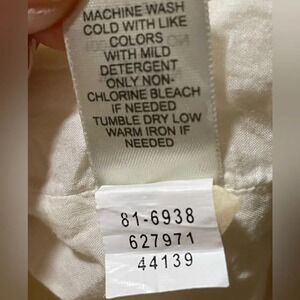 MACHINE WASH
COLD WITH LIKE
COLORS
WITH MILD
DETERGENT
ONLY NON-
CHLORINE BLEACH
IF NEEDED
TUMBLE DRY LOW
WARM IRON IF
NEEDED
81-6938
627971
44139